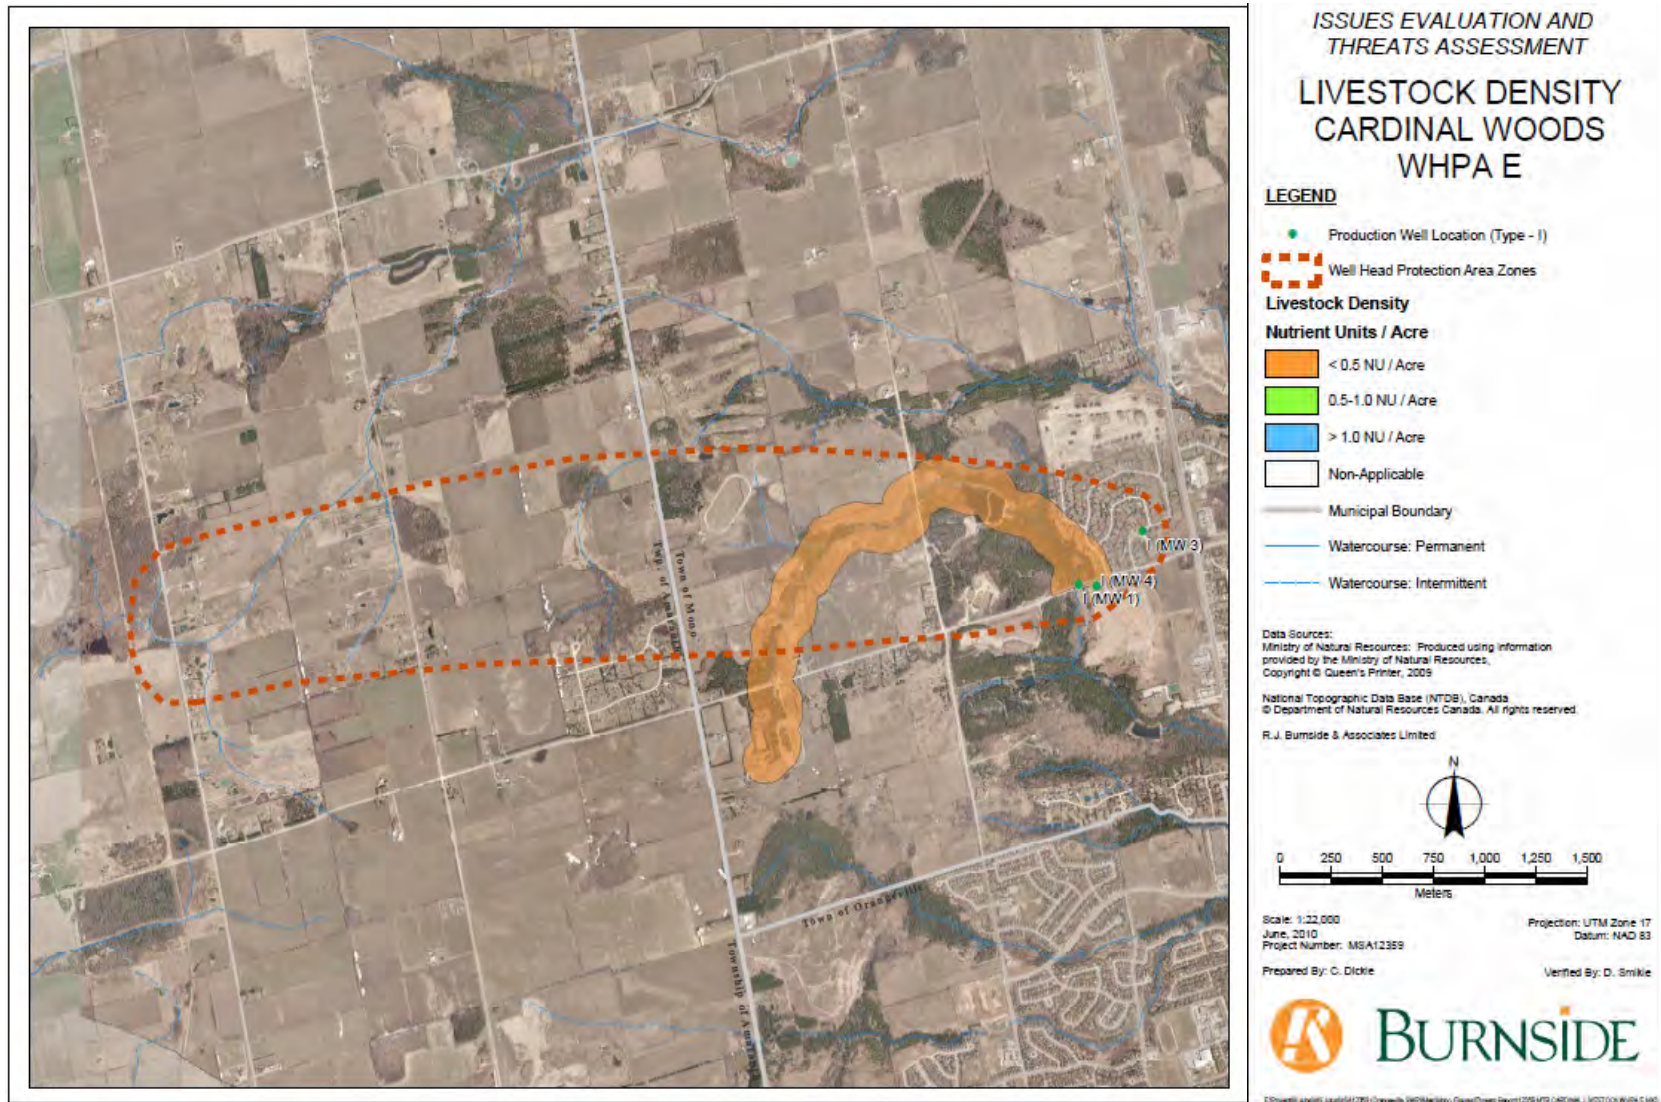 ISSUES EVALUATION AND
THREATS ASSESSMENT
LIVESTOCK DENSITY
CARDINAL WOODS
WHPA E
LEGEND
Production Well Location (Type - I)
Well Head Protection Area Zones
Livestock Density
Nutrient Units / Acre
< 0.5 NU / Acre
0.5-1.0 NU / Acre
> 1.0 NU / Acre
Non-Applicable
Municipal Boundary
Watercourse: Permanent
Watercourse: Intermittent
Data Sources:
Ministry of Natural Resources: Produced using information
provided by the Ministry of Natural Resources,
Copyright © Queen's Printer, 2009
National Topographic Data Base (NTDB), Canada
© Department of Natural Resources Canada. All rights reserved.
R.J. Burnside & Associates Limited
N
0 250 500 750 1,000 1,250 1,500
Meters
Scale: 1:22,000
Projection: UTM Zone 17
June, 2010
Datum: NAD 83
Project Number: MSA12359
Prepared By: C. Dickie
Verified By: D. Smikle
BURNSIDE
I (MW 3)
I (MW 4)
I (MW 1)
Town of Mono
Twp. of Amaranth
Town of Orangeville
Township of Amaranth